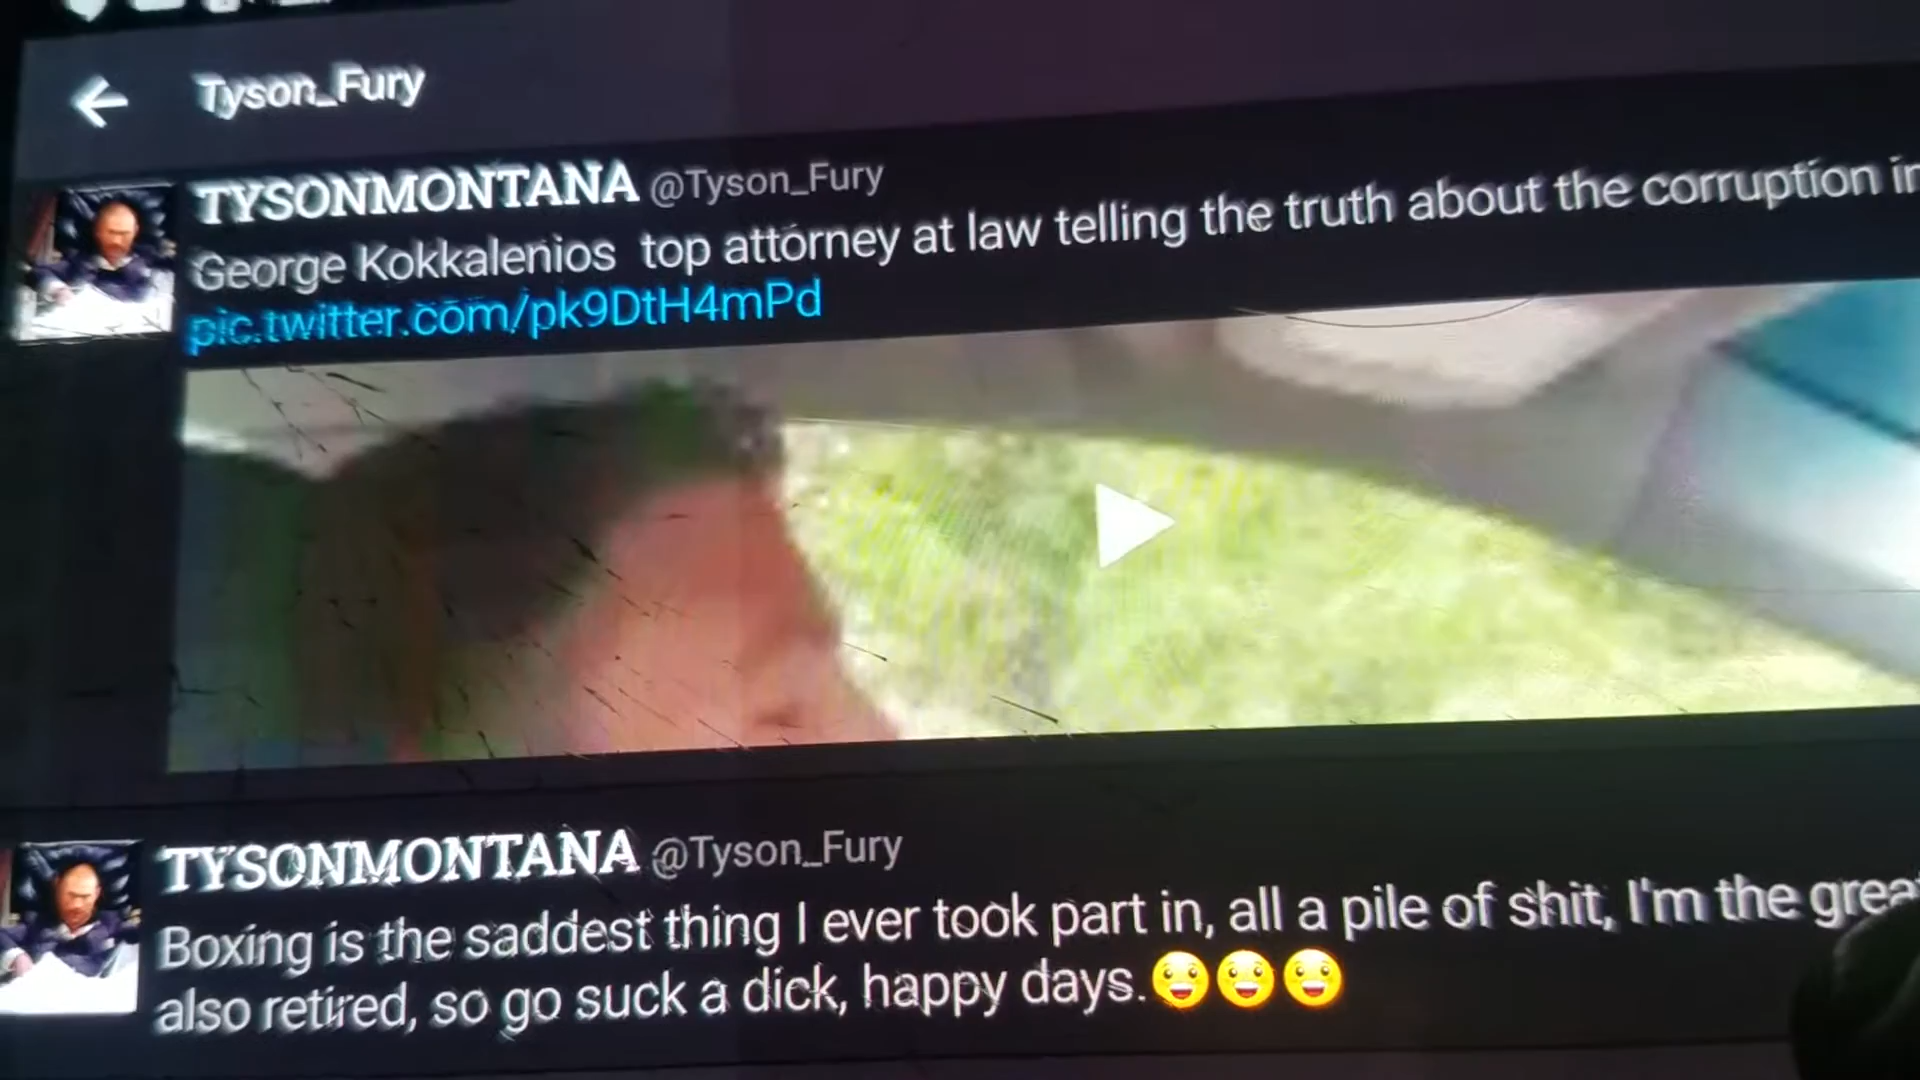 Tyson_Fury
TYSONMONTANA @Tyson_Fury
George Kokkalenios top attorney at law telling the truth about the corruption in
pic.twitter.com/pk9DtH4mPd
TYSONMONTANA @Tyson_Fury
Boxing is the saddest thing I ever took part in, all a pile of shit, I'm the
also retired, so go suck a dick, happy days.😀😀😀